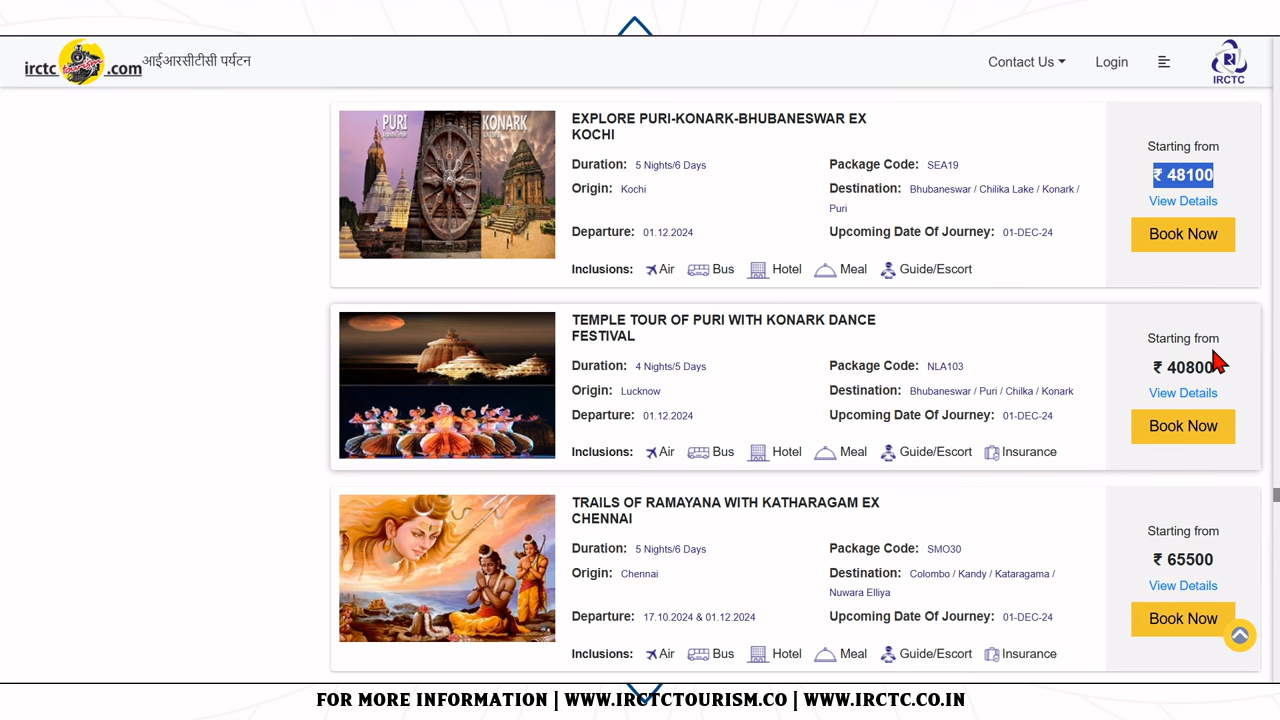 irctc .com आईआरसीटीसी पर्यटन
Contact Us Login
IRCTC
PURI KONARK
EXPLORE PURI-KONARK-BHUBANESWAR EX
KOCHI
Duration: 5 Nights/6 Days Package Code: SEA19
Origin: Kochi Destination: Bhubaneswar / Chilika Lake / Konark /
Puri
Departure: 01.12.2024 Upcoming Date Of Journey: 01-DEC-24
Inclusions: Air Bus Hotel Meal Guide/Escort
Starting from
₹ 48100
View Details
Book Now
TEMPLE TOUR OF PURI WITH KONARK DANCE
FESTIVAL
Duration: 4 Nights/5 Days Package Code: NLA103
Origin: Lucknow Destination: Bhubaneswar / Puri / Chilka / Konark
Departure: 01.12.2024 Upcoming Date Of Journey: 01-DEC-24
Inclusions: Air Bus Hotel Meal Guide/Escort Insurance
Starting from
₹ 40800
View Details
Book Now
TRAILS OF RAMAYANA WITH KATHARAGAM EX
CHENNAI
Duration: 5 Nights/6 Days Package Code: SMO30
Origin: Chennai Destination: Colombo / Kandy / Kataragama /
Nuwara Elliya
Departure: 17.10.2024 & 01.12.2024 Upcoming Date Of Journey: 01-DEC-24
Inclusions: Air Bus Hotel Meal Guide/Escort Insurance
Starting from
₹ 65500
View Details
Book Now
FOR MORE INFORMATION | WWW.IRCTCTOURISM.CO | WWW.IRCTC.CO.IN